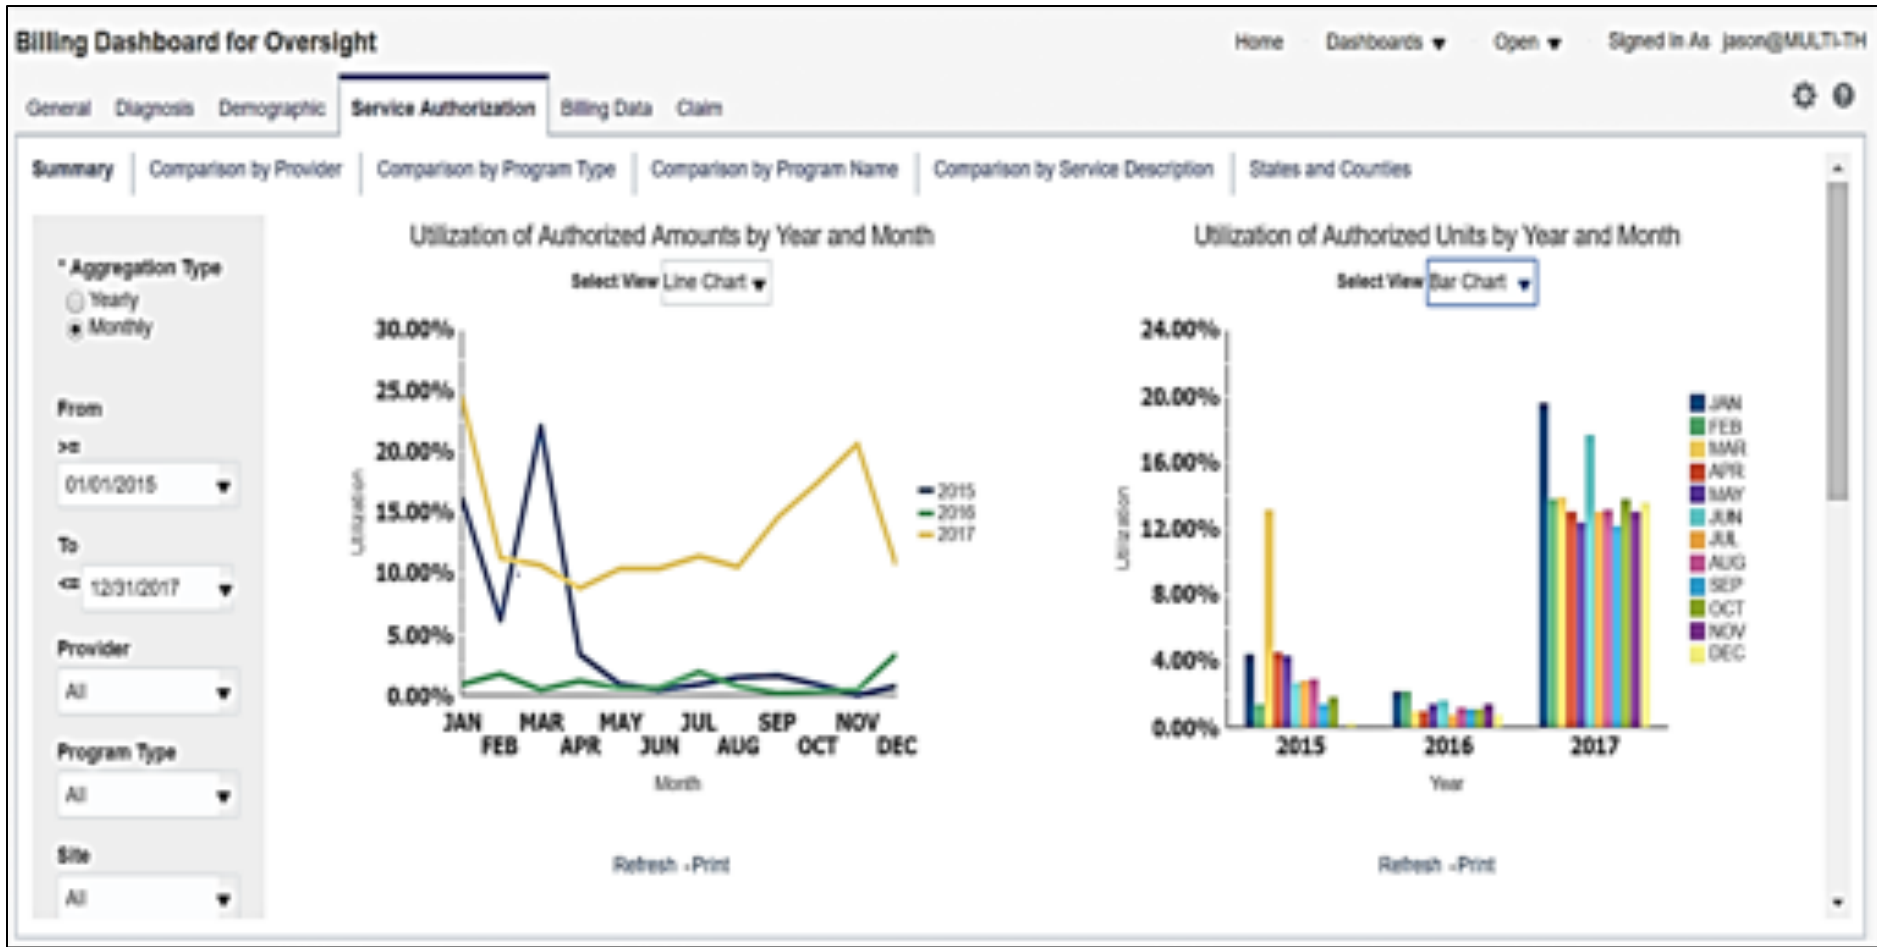 Billing Dashboard for Oversight
Home Dashboards Open Signed In As jason@MULTI-TH
General Diagnosis Demographic Service Authorization Billing Data Claim
Summary Comparison by Provider Comparison by Program Type Comparison by Program Name Comparison by Service Description States and Counties
* Aggregation Type
Yearly
Monthly
From
>=
01/01/2015
To
<= 12/31/2017
Provider
All
Program Type
All
Site
All
Utilization of Authorized Amounts by Year and Month
Select View Line Chart
30.00%
25.00%
20.00%
15.00%
10.00%
5.00%
0.00%
Utilization
JAN MAR MAY JUL SEP NOV
FEB APR JUN AUG OCT DEC
Month
2015
2016
2017
Refresh - Print
Utilization of Authorized Units by Year and Month
Select View Bar Chart
24.00%
20.00%
16.00%
12.00%
8.00%
4.00%
0.00%
Utilization
2015 2016 2017
Year
JAN
FEB
MAR
APR
MAY
JUN
JUL
AUG
SEP
OCT
NOV
DEC
Refresh - Print